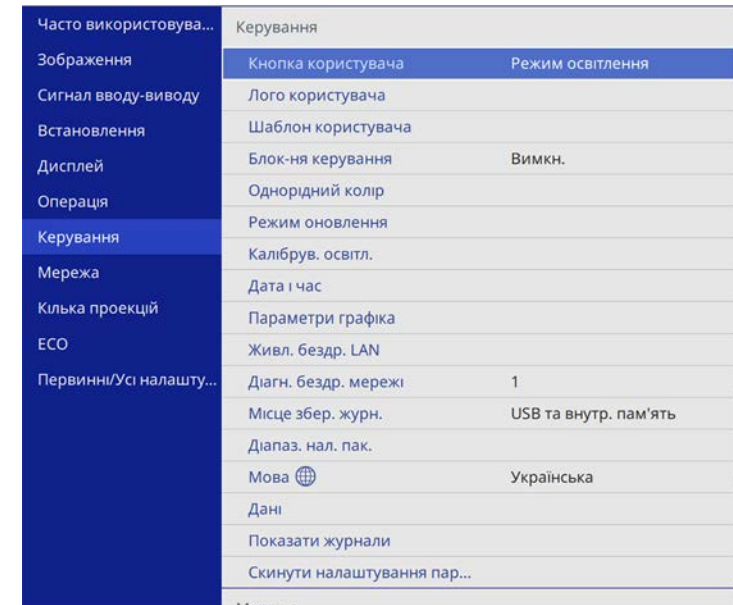 Часто використовува...
Зображення
Сигнал вводу-виводу
Встановлення
Дисплей
Операція
Керування
Мережа
Кілька проекцій
ECO
Первинні/Усі налашту...
Керування
Кнопка користувача Режим освітлення
Лого користувача
Шаблон користувача
Блок-ня керування Вимкн.
Однорідний колір
Режим оновлення
Калібрув. освітл.
Дата і час
Параметри графіка
Живл. бездр. LAN
Діагн. бездр. мережі 1
Місце збер. журн. USB та внутр. пам'ять
Діапаз. нал. пак.
Мова Українська
Дані
Показати журнали
Скинути налаштування пар...